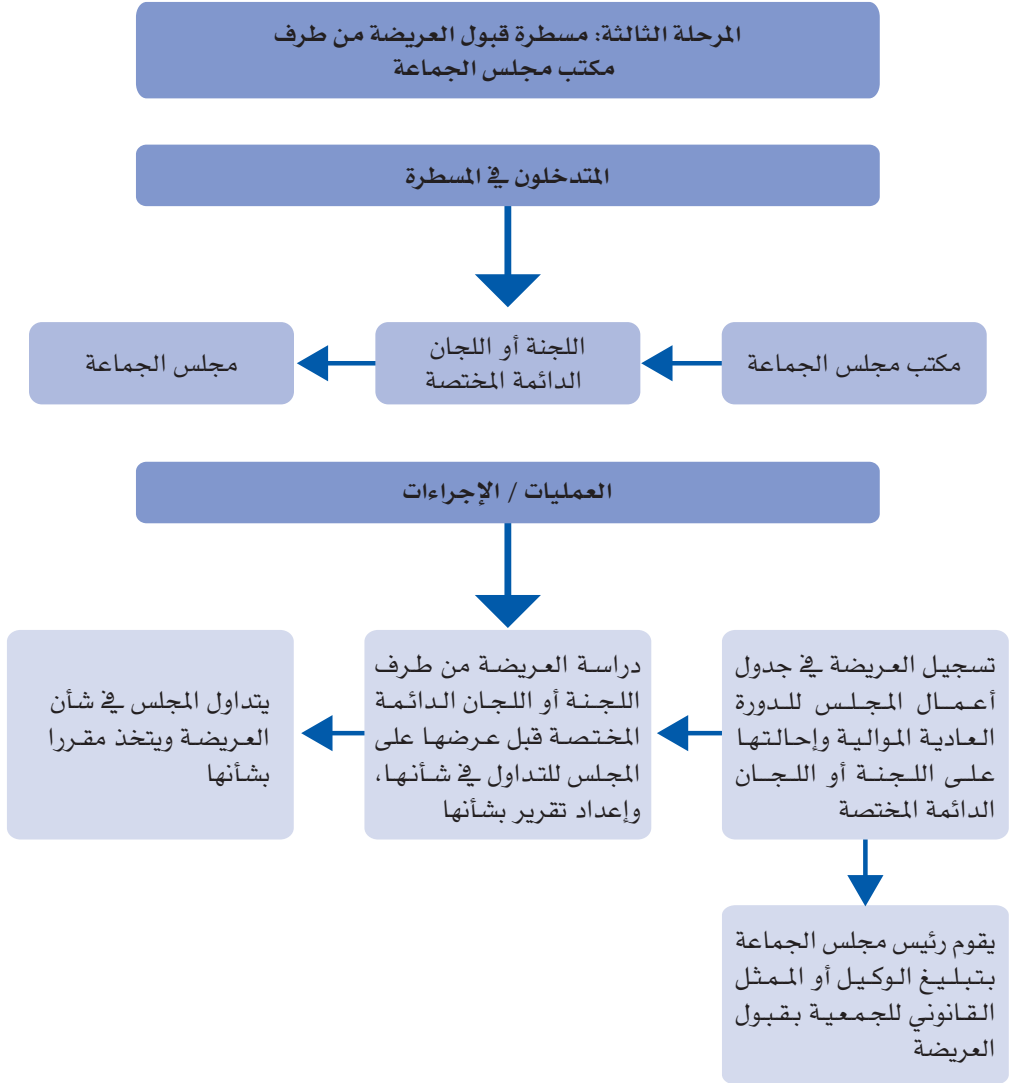 المرحلة الثالثة: مسطرة قبول العريضة من طرف
مكتب مجلس الجماعة
المتدخلون في المسطرة
مكتب مجلس الجماعة
اللجنة أو اللجان
الدائمة المختصة
مجلس الجماعة
العمليات / الإجراءات
تسجيل العريضة في جدول
أعمال المجلس للدورة
العادية الموالية وإحالتها
على اللجنة أو اللجان
الدائمة المختصة
دراسة العريضة من طرف
اللجنة أو اللجان الدائمة
المختصة قبل عرضها على
المجلس للتداول في شأنها،
وإعداد تقرير بشأنها
يتداول المجلس في شأن
العريضة ويتخذ مقررا
بشأنها
يقوم رئيس مجلس الجماعة
بتبليغ الوكيل أو الممثل
القانوني للجمعية بقبول
العريضة